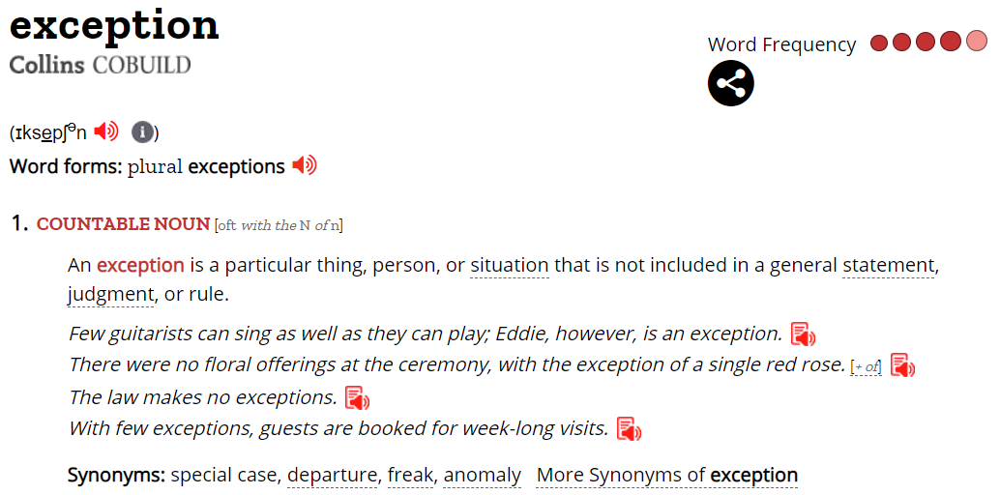 exception
Collins COBUILD
Word Frequency
(ɪksepʃᵊn i)
Word forms: plural exceptions
1. COUNTABLE NOUN [oft with the N of n]
An exception is a particular thing, person, or situation that is not included in a general statement,
judgment, or rule.
Few guitarists can sing as well as they can play; Eddie, however, is an exception.
There were no floral offerings at the ceremony, with the exception of a single red rose. [+ of]
The law makes no exceptions.
With few exceptions, guests are booked for week-long visits.
Synonyms: special case, departure, freak, anomaly More Synonyms of exception